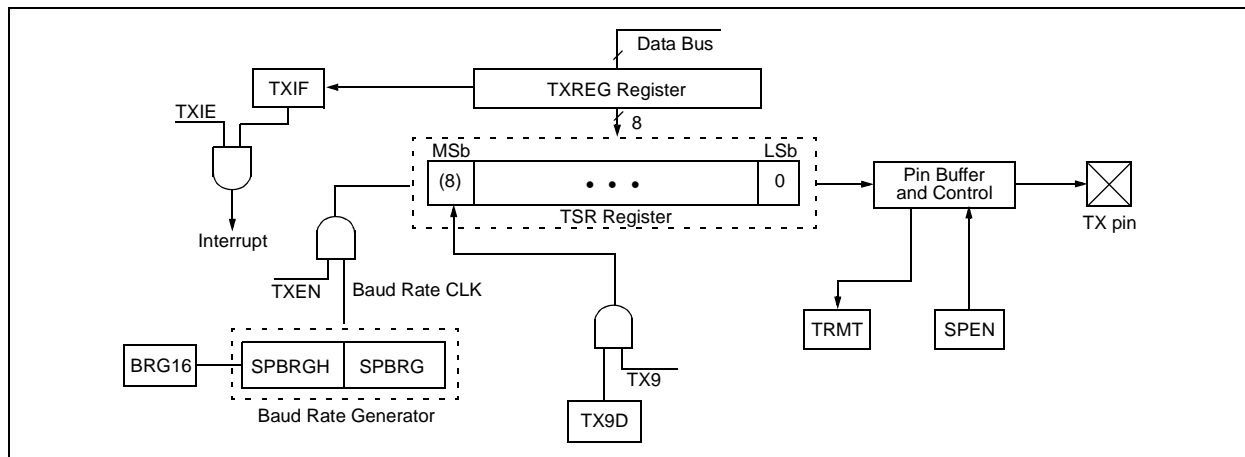 Data Bus
TXIF
TXREG Register
TXIE
8
MSb
LSb
(8)
• • •
0
Pin Buffer
and Control
TSR Register
TX pin
Interrupt
TXEN
Baud Rate CLK
TRMT
SPEN
BRG16
SPBRGH
SPBRG
TX9
Baud Rate Generator
TX9D